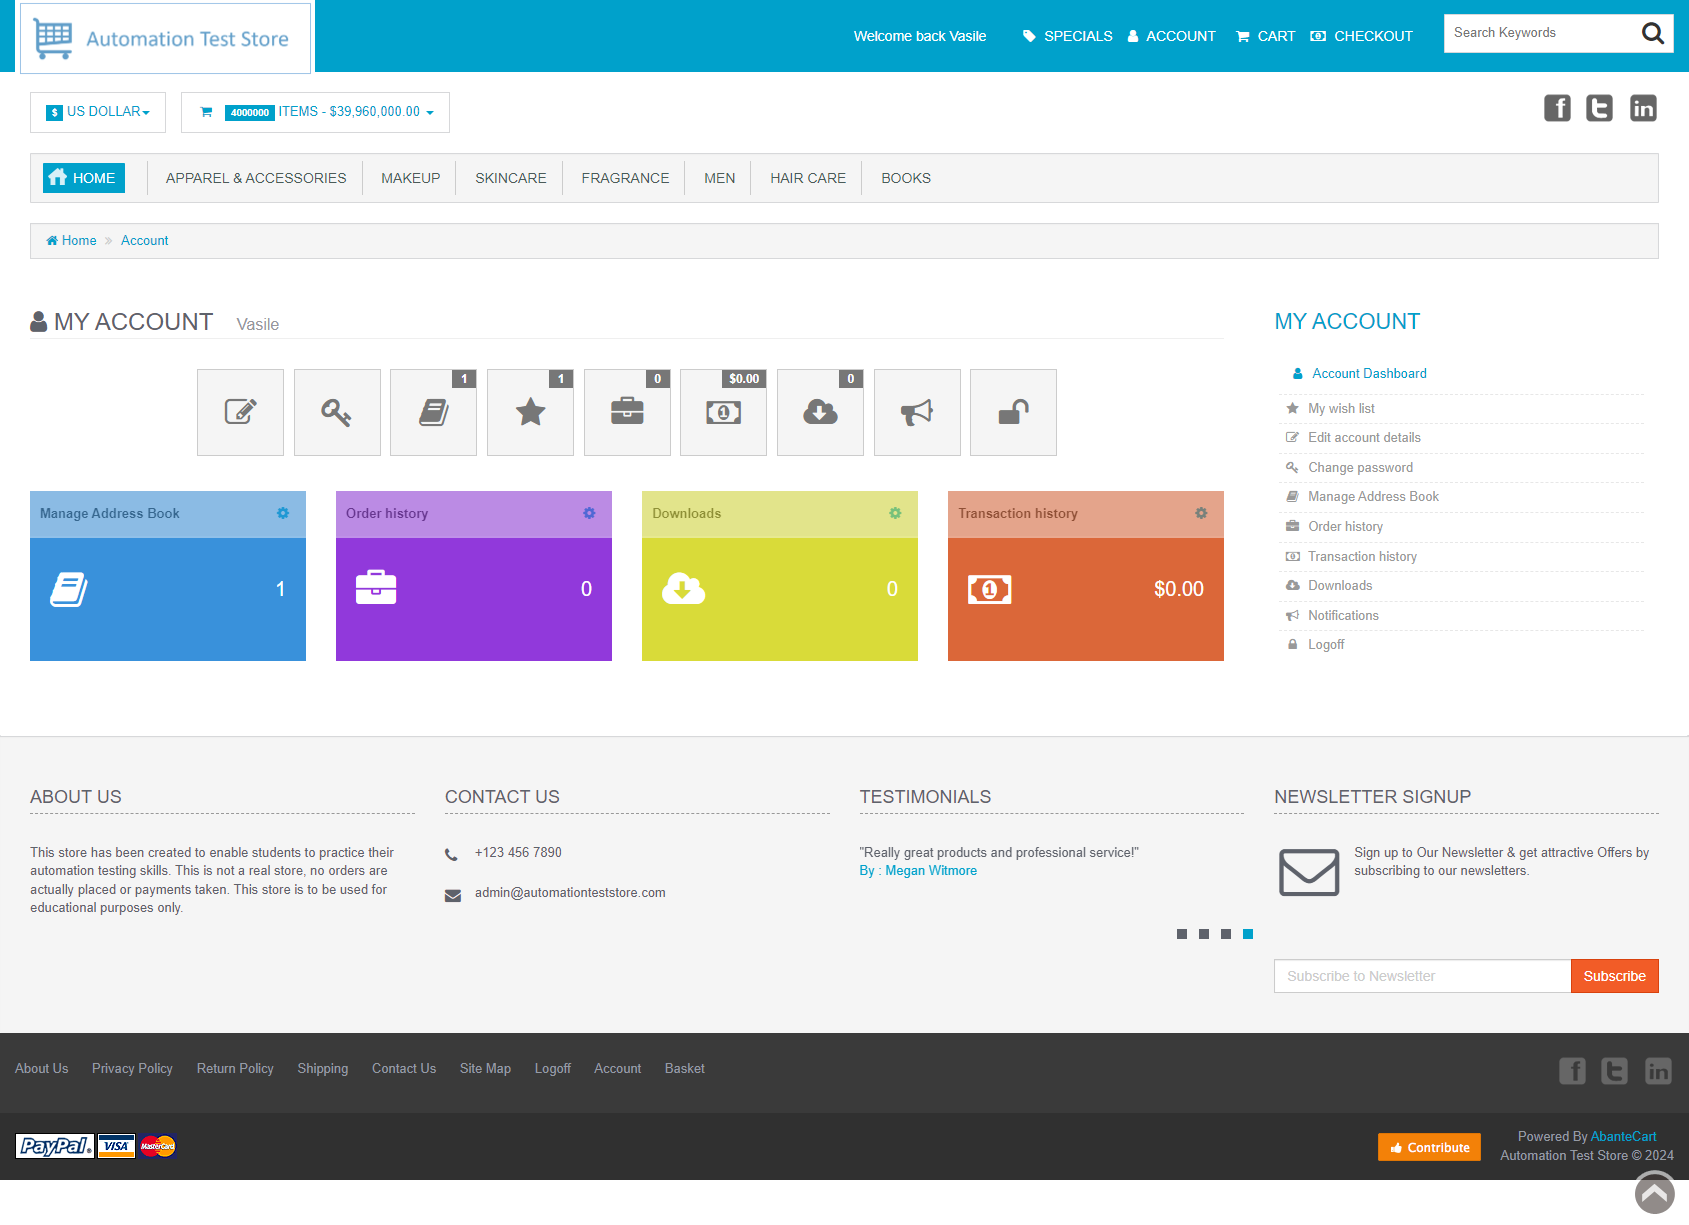 Automation Test Store
Welcome back Vasile
SPECIALS
ACCOUNT
CART
CHECKOUT
Search Keywords
$ US DOLLAR
4000000 ITEMS - $39,960,000.00
HOME
APPAREL & ACCESSORIES
MAKEUP
SKINCARE
FRAGRANCE
MEN
HAIR CARE
BOOKS
Home » Account
MY ACCOUNT Vasile
1
1
0
$0.00
0
Manage Address Book
1
Order history
0
Downloads
0
Transaction history
$0.00
MY ACCOUNT
Account Dashboard
My wish list
Edit account details
Change password
Manage Address Book
Order history
Transaction history
Downloads
Notifications
Logoff
ABOUT US
This store has been created to enable students to practice their
automation testing skills. This is not a real store, no orders are
actually placed or payments taken. This store is to be used for
educational purposes only.
CONTACT US
+123 456 7890
admin@automationteststore.com
TESTIMONIALS
"Really great products and professional service!"
By : Megan Witmore
NEWSLETTER SIGNUP
Sign up to Our Newsletter & get attractive Offers by
subscribing to our newsletters.
Subscribe to Newsletter
Subscribe
About Us
Privacy Policy
Return Policy
Shipping
Contact Us
Site Map
Logoff
Account
Basket
PayPal
VISA
MasterCard
Contribute
Powered By AbanteCart
Automation Test Store © 2024